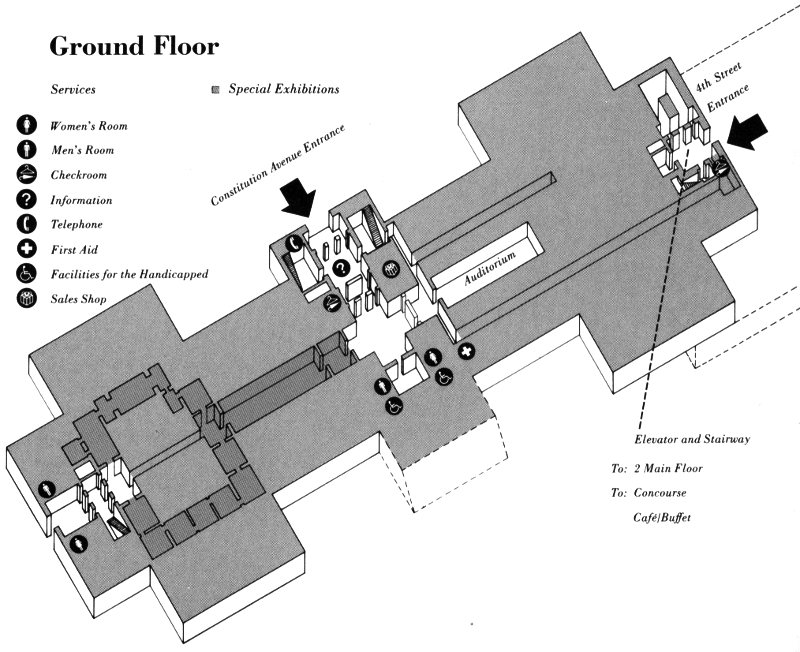 Ground Floor
Services
Special Exhibitions
Women's Room
Men's Room
Checkroom
Information
Telephone
First Aid
Facilities for the Handicapped
Sales Shop
Constitution Avenue Entrance
4th Street
Entrance
?
Auditorium
Elevator and Stairway
To: 2 Main Floor
To: Concourse
Café/Buffet